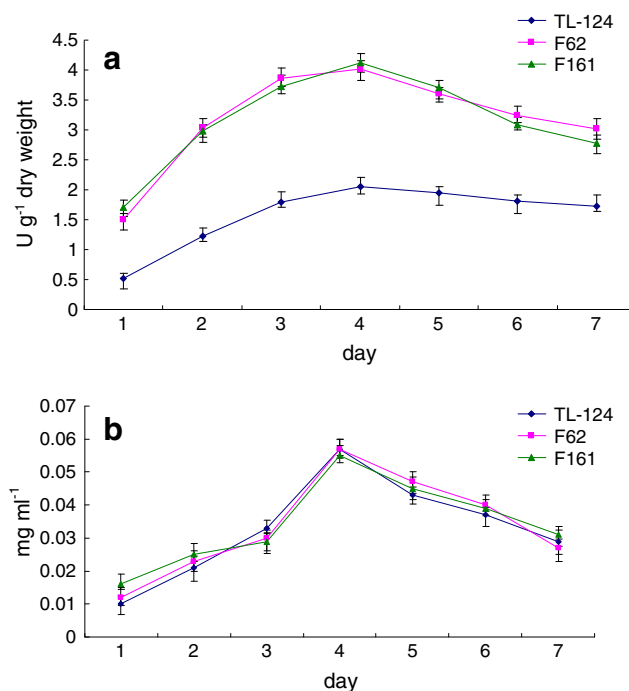 TL-124
F62
F161
a
4.5
4
3.5
3
2.5
2
1.5
1
0.5
0
U g⁻¹ dry weight
1 2 3 4 5 6 7
day
TL-124
F62
F161
b
0.07
0.06
0.05
0.04
0.03
0.02
0.01
0
mg ml⁻¹
1 2 3 4 5 6 7
day